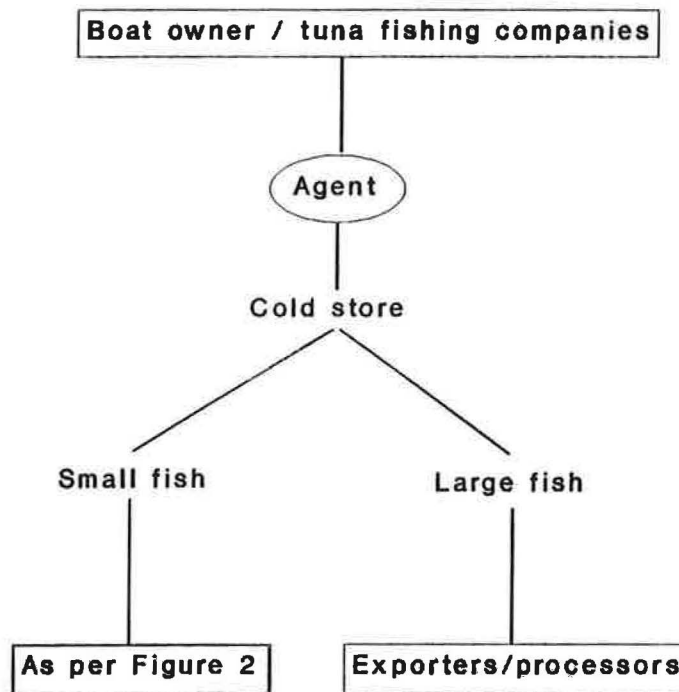 Boat owner / tuna fishing companies
Agent
Cold store
Small fish
Large fish
As per Figure 2
Exporters/processors